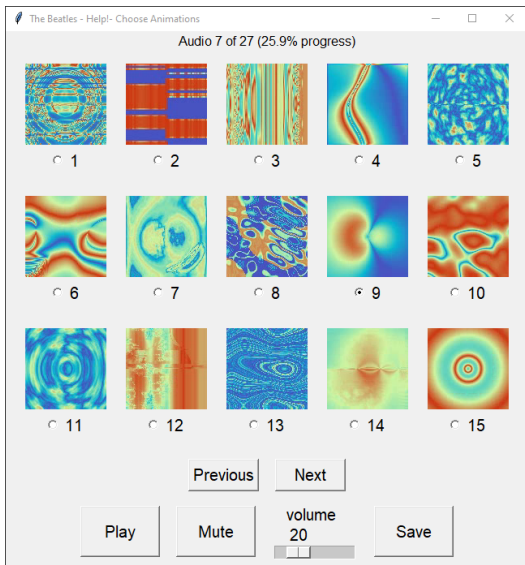 The Beatles - Help!- Choose Animations
Audio 7 of 27 (25.9% progress)
1 2 3 4 5
6 7 8 9 10
11 12 13 14 15
Previous Next
volume
Play Mute 20 Save